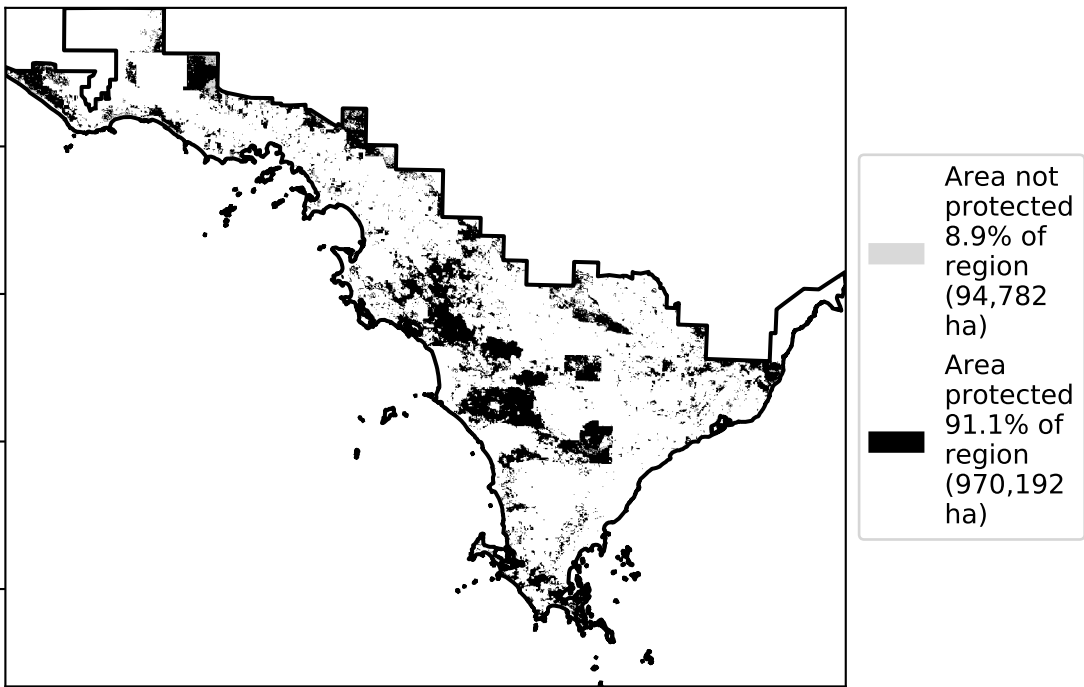 Area not
protected
8.9% of
region
(94,782
ha)
Area
protected
91.1% of
region
(970,192
ha)